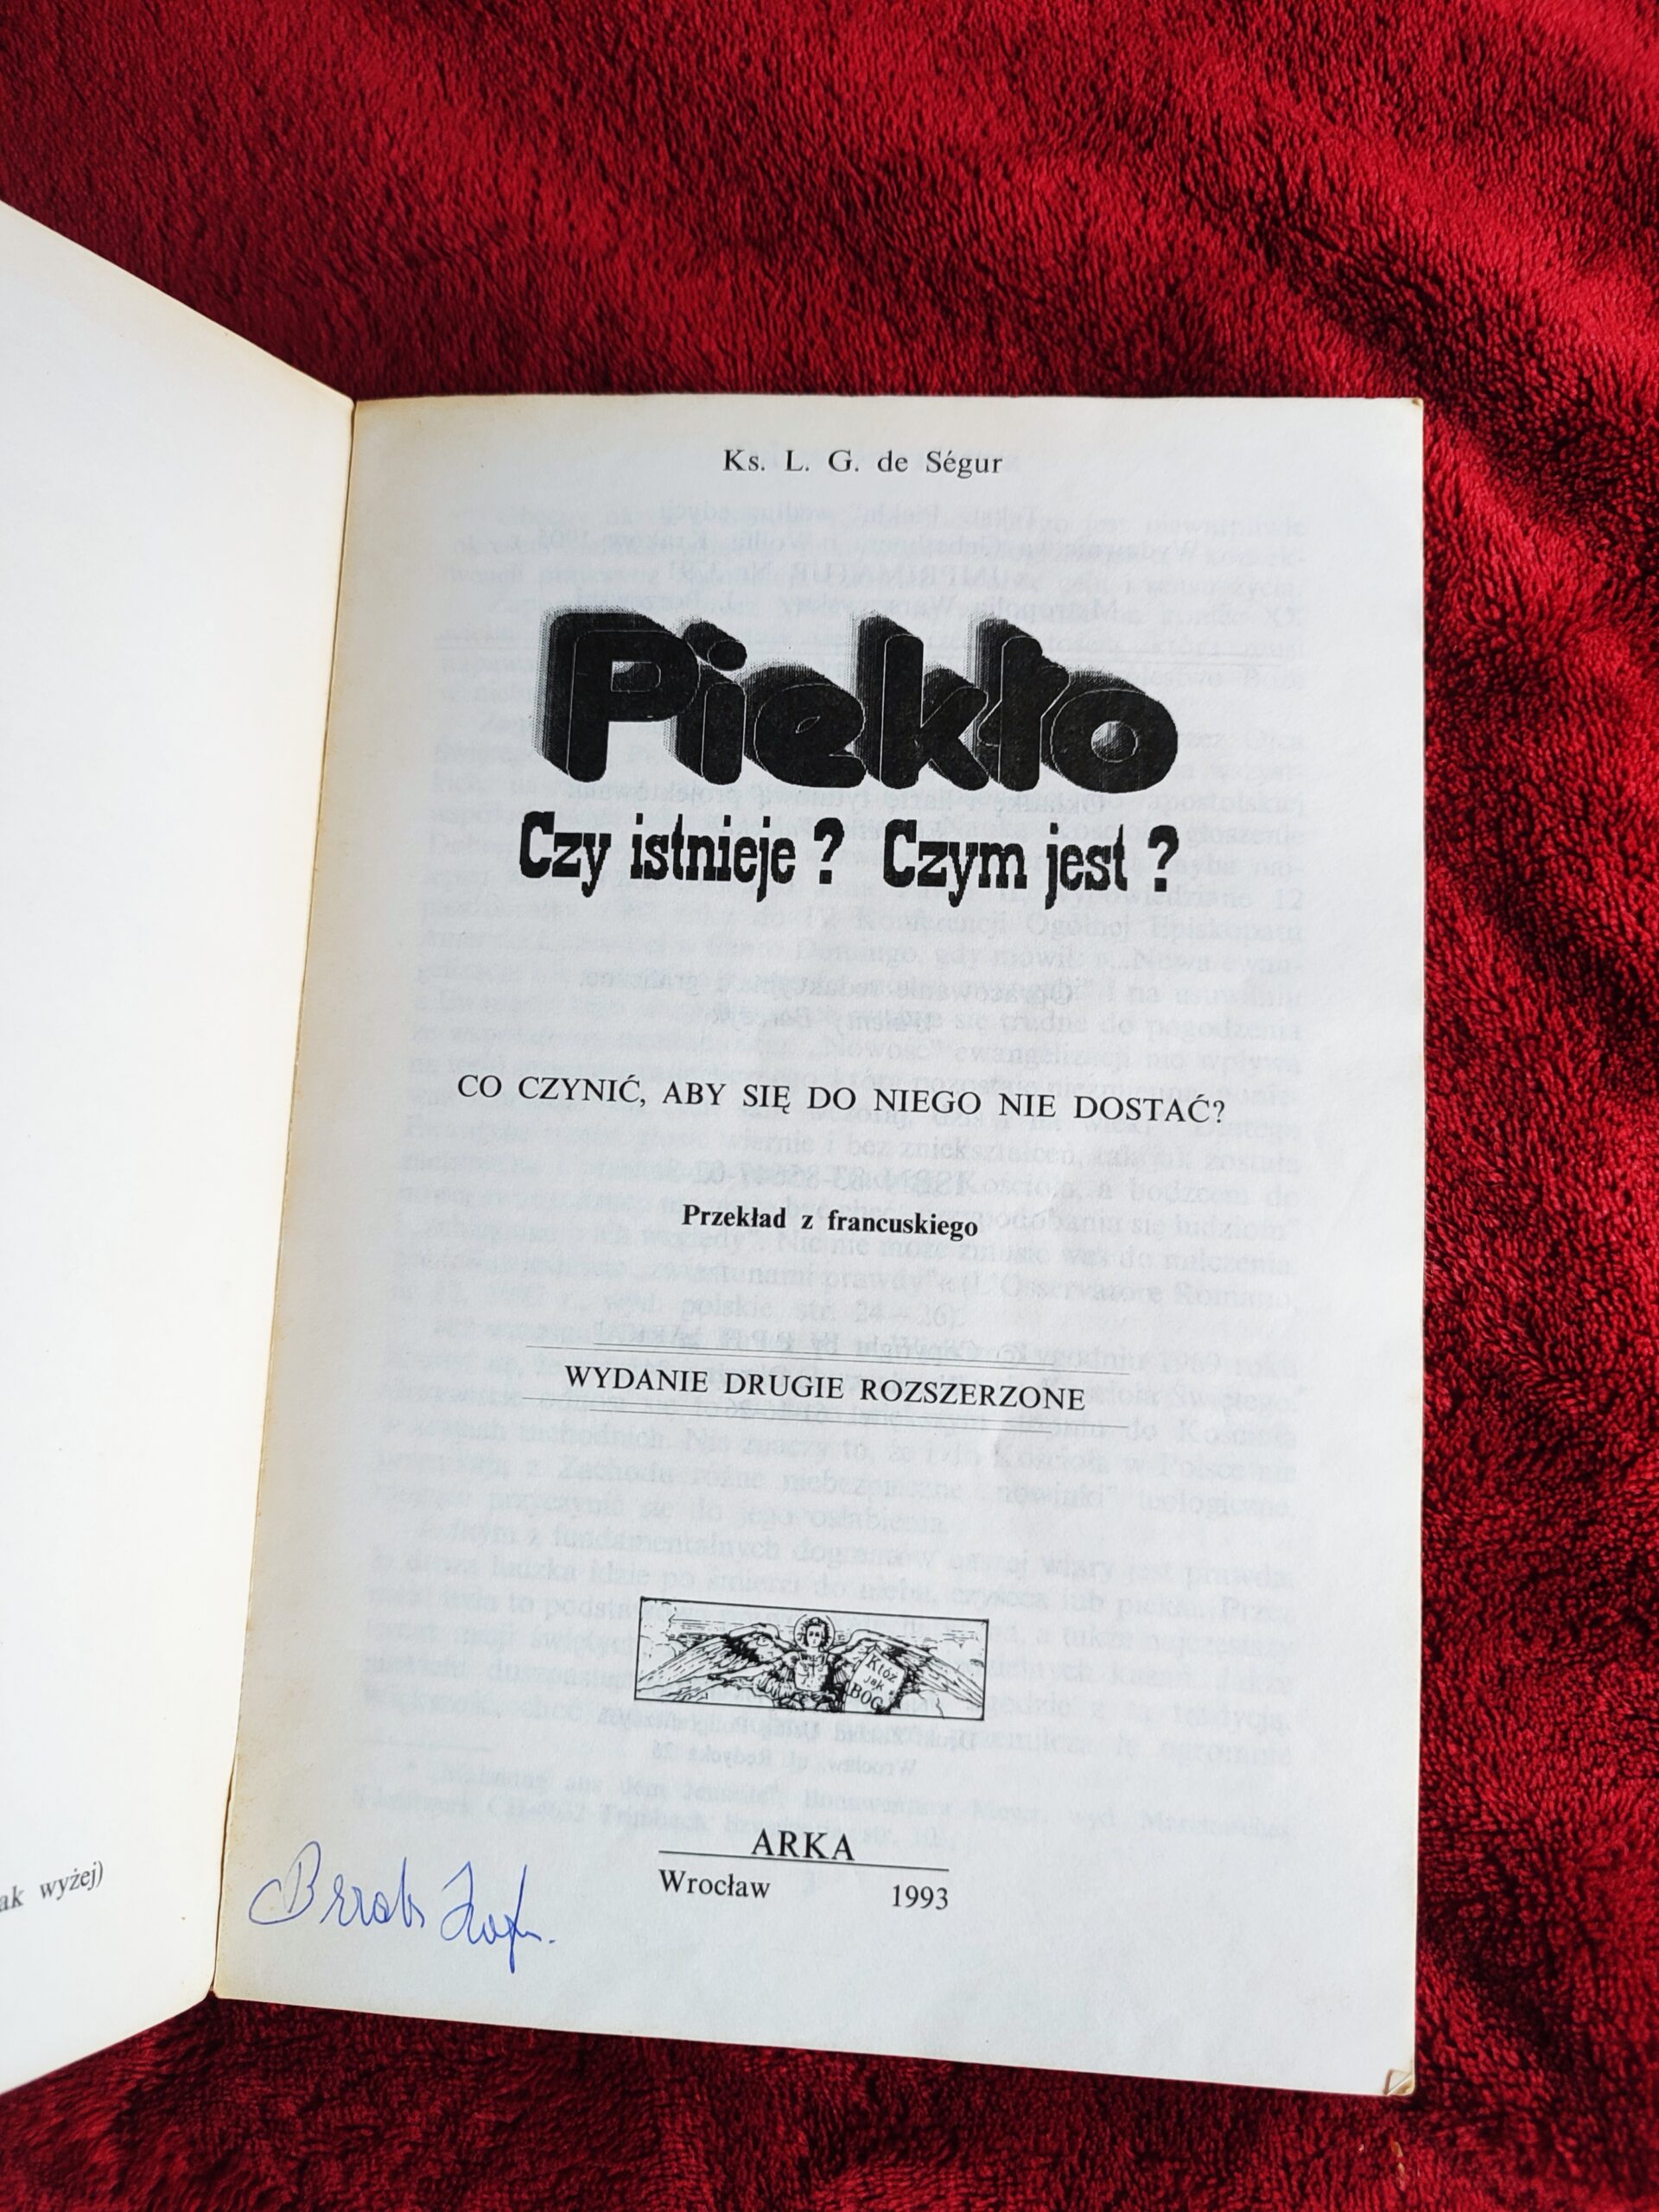 Ks. L. G. de Ségur
Piekło
Czy istnieje ? Czym jest ?
CO CZYNIĆ, ABY SIĘ DO NIEGO NIE DOSTAĆ?
Przekład z francuskiego
WYDANIE DRUGIE ROZSZERZONE
Któż
jak
BÓG
ARKA
Wrocław 1993
ak wyżej)